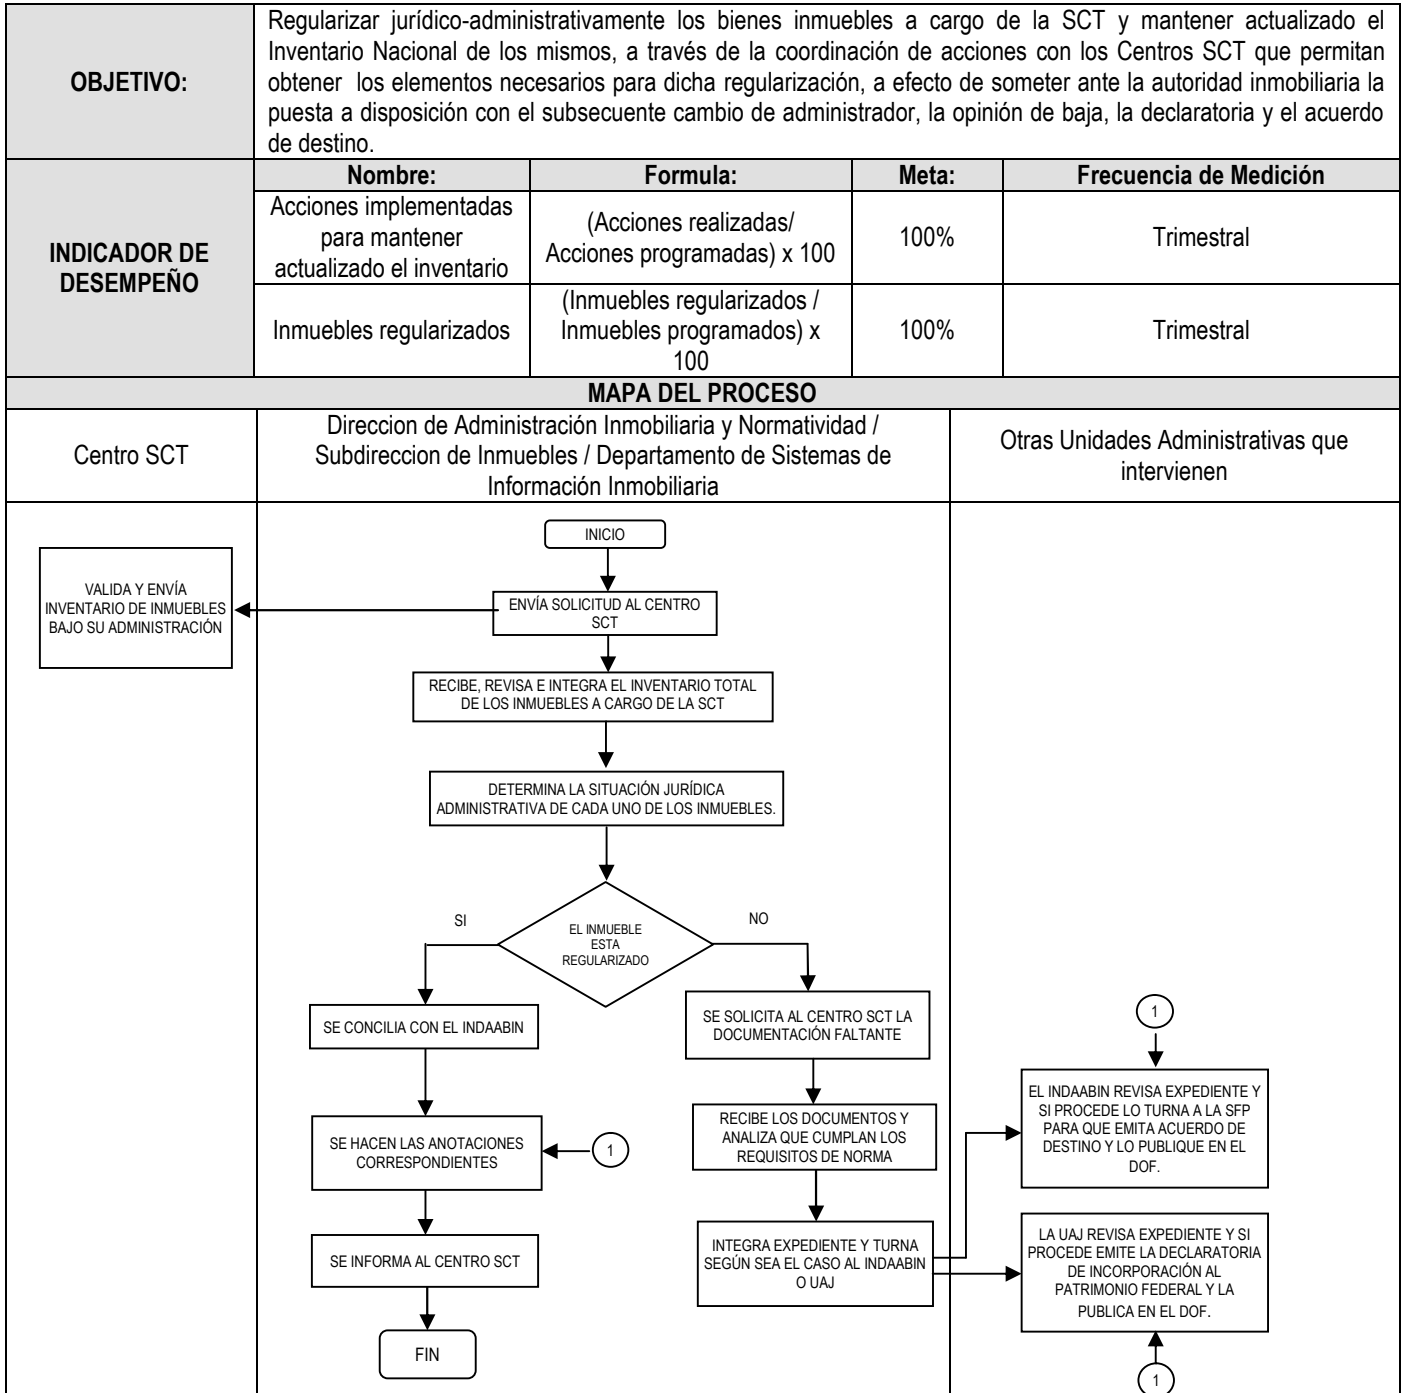 OBJETIVO:
Regularizar jurídico-administrativamente los bienes inmuebles a cargo de la SCT y mantener actualizado el
Inventario Nacional de los mismos, a través de la coordinación de acciones con los Centros SCT que permitan
obtener los elementos necesarios para dicha regularización, a efecto de someter ante la autoridad inmobiliaria la
puesta a disposición con el subsecuente cambio de administrador, la opinión de baja, la declaratoria y el acuerdo
de destino.
INDICADOR DE
DESEMPEÑO
Nombre:
Formula:
Meta:
Frecuencia de Medición
Acciones implementadas
para mantener
actualizado el inventario
(Acciones realizadas/
Acciones programadas) x 100
100%
Trimestral
Inmuebles regularizados
(Inmuebles regularizados /
Inmuebles programados) x
100
100%
Trimestral
MAPA DEL PROCESO
Centro SCT
Direccion de Administración Inmobiliaria y Normatividad /
Subdireccion de Inmuebles / Departamento de Sistemas de
Información Inmobiliaria
Otras Unidades Administrativas que
intervienen
INICIO
VALIDA Y ENVÍA
INVENTARIO DE INMUEBLES
BAJO SU ADMINISTRACIÓN
ENVÍA SOLICITUD AL CENTRO
SCT
RECIBE, REVISA E INTEGRA EL INVENTARIO TOTAL
DE LOS INMUEBLES A CARGO DE LA SCT
DETERMINA LA SITUACIÓN JURÍDICA
ADMINISTRATIVA DE CADA UNO DE LOS INMUEBLES.
SI
EL INMUEBLE
ESTA
REGULARIZADO
NO
SE CONCILIA CON EL INDAABIN
SE HACEN LAS ANOTACIONES
CORRESPONDIENTES
1
SE INFORMA AL CENTRO SCT
FIN
SE SOLICITA AL CENTRO SCT LA
DOCUMENTACIÓN FALTANTE
RECIBE LOS DOCUMENTOS Y
ANALIZA QUE CUMPLAN LOS
REQUISITOS DE NORMA
INTEGRA EXPEDIENTE Y TURNA
SEGÚN SEA EL CASO AL INDAABIN
O UAJ
1
EL INDAABIN REVISA EXPEDIENTE Y
SI PROCEDE LO TURNA A LA SFP
PARA QUE EMITA ACUERDO DE
DESTINO Y LO PUBLIQUE EN EL
DOF.
LA UAJ REVISA EXPEDIENTE Y SI
PROCEDE EMITE LA DECLARATORIA
DE INCORPORACIÓN AL
PATRIMONIO FEDERAL Y LA
PUBLICA EN EL DOF.
1